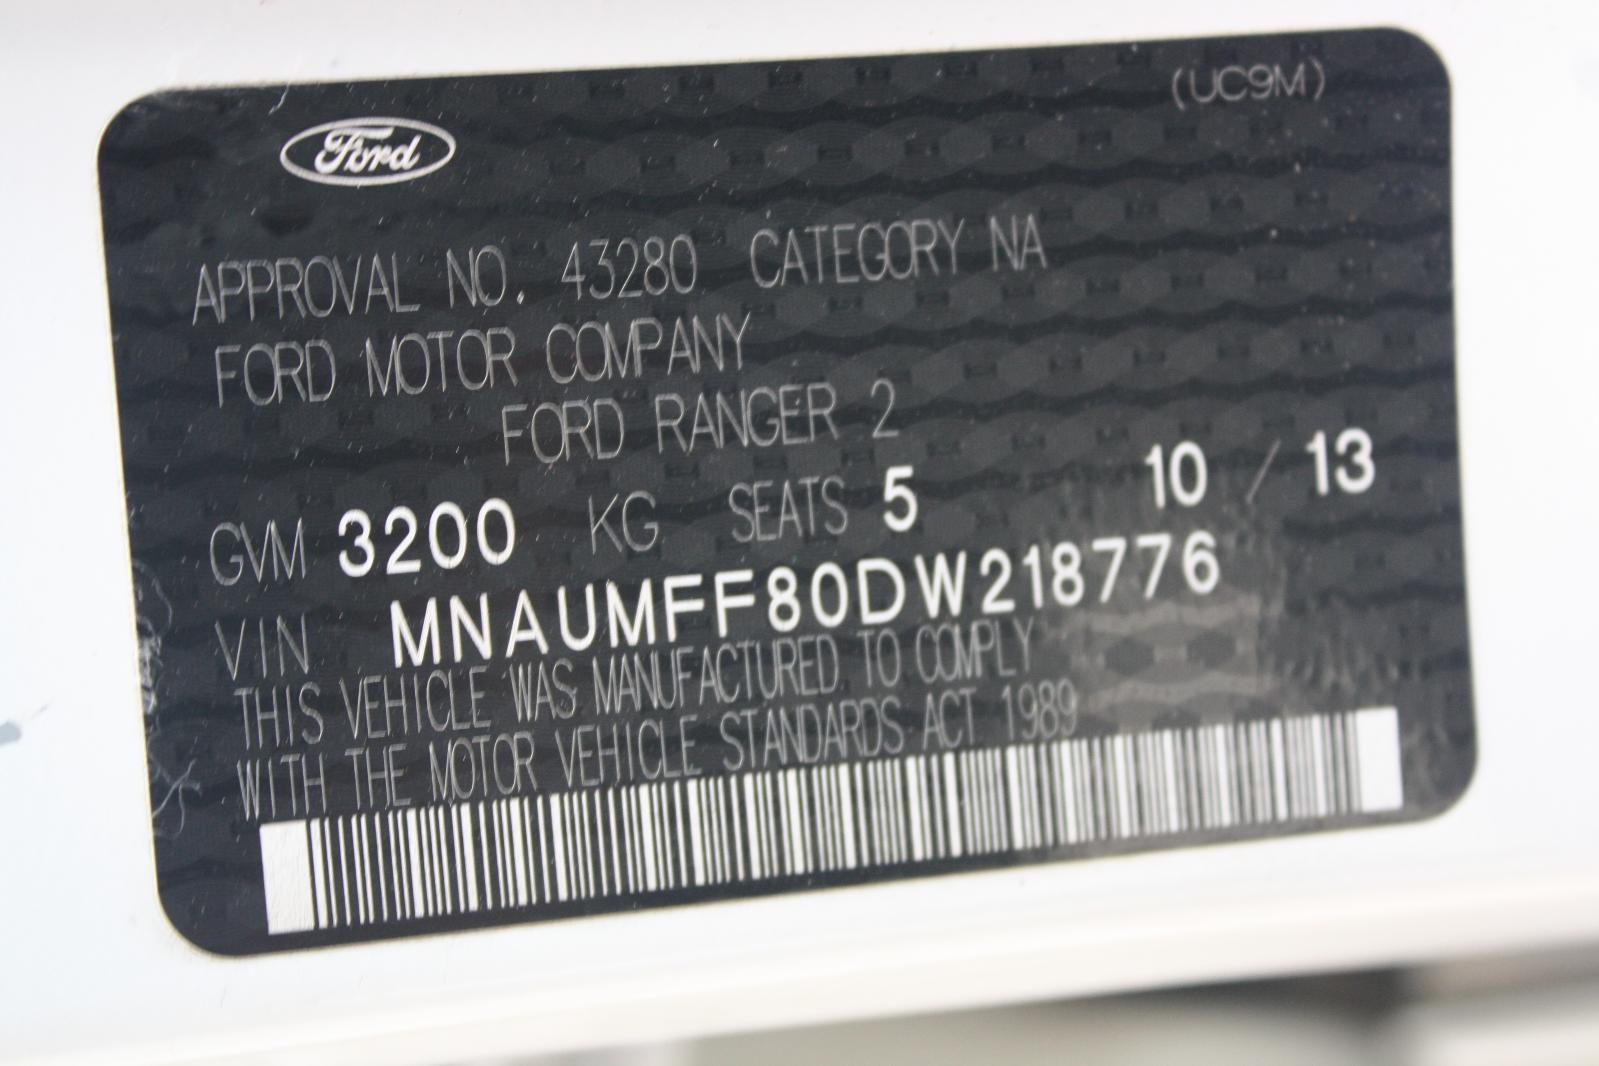 (UC9M)
Ford
APPROVAL NO. 43280 CATEGORY NA
FORD MOTOR COMPANY
FORD RANGER 2
GVM 3200 KG SEATS 5 10 / 13
VIN MNAUMFF80DW218776
THIS VEHICLE WAS MANUFACTURED TO COMPLY
WITH THE MOTOR VEHICLE STANDARDS ACT 1989